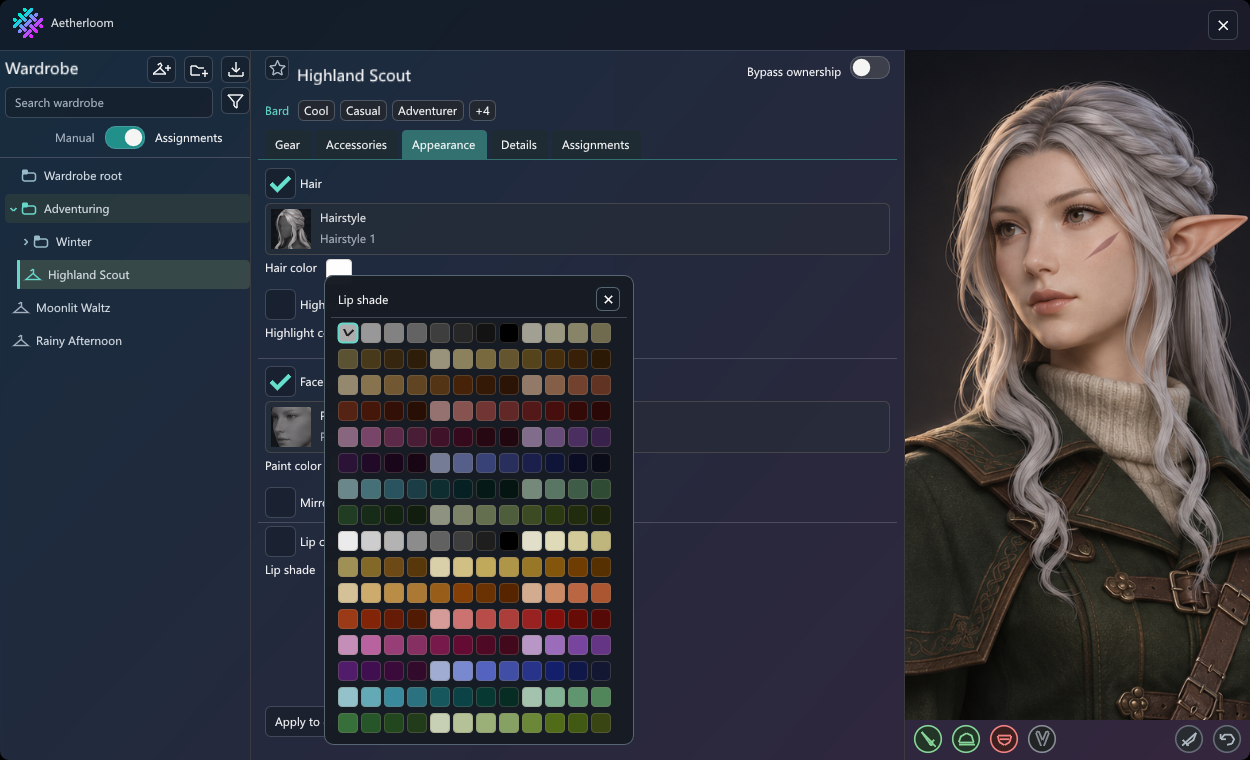 Aetherloom
Wardrobe
Search wardrobe
Manual
Assignments
Wardrobe root
Adventuring
Winter
Highland Scout
Moonlit Waltz
Rainy Afternoon
Highland Scout
Bypass ownership
Bard
Cool
Casual
Adventurer
+4
Gear
Accessories
Appearance
Details
Assignments
Hair
Hairstyle
Hairstyle 1
Hair color
Lip shade
Face
Paint color
Lip shade
Apply to